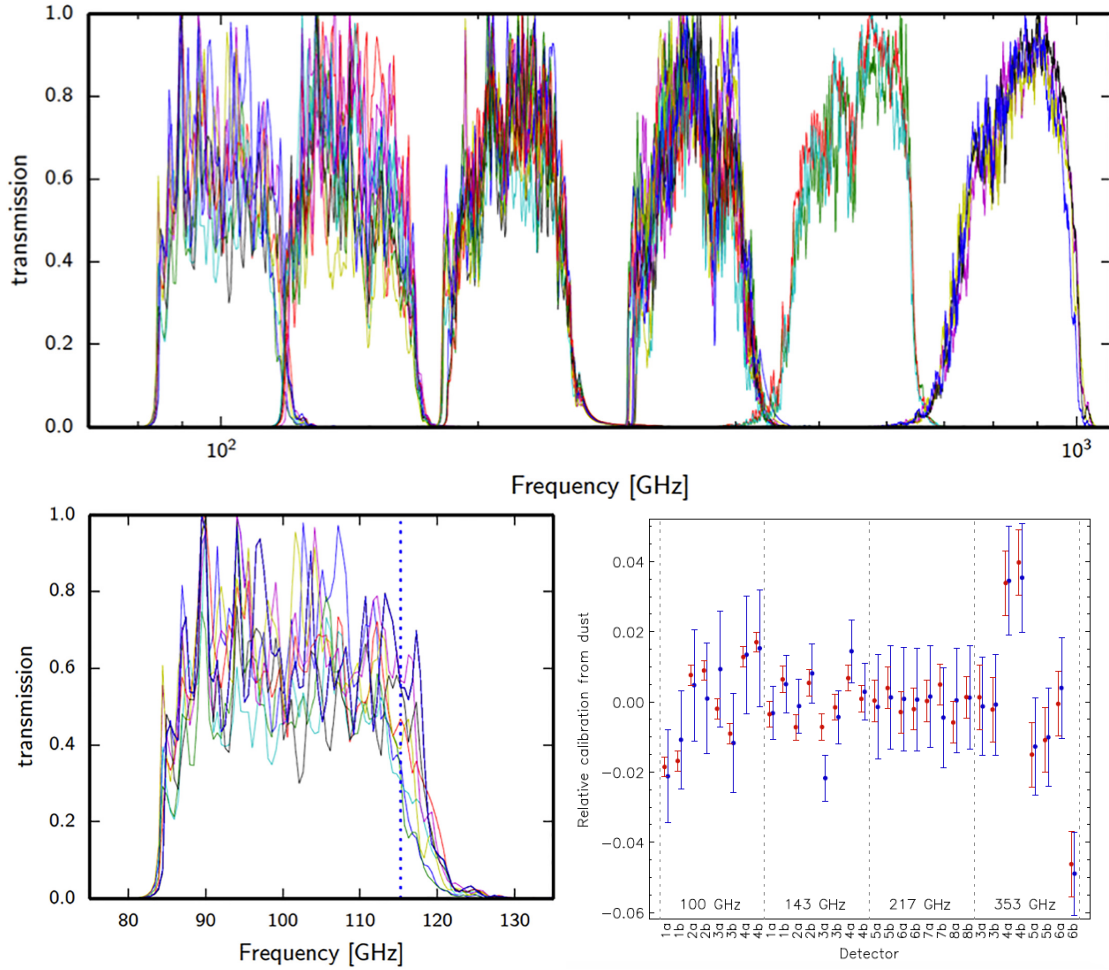 1.0
0.8
0.6
0.4
0.2
0.0
transmission
10²
10³
Frequency [GHz]
1.0
0.8
0.6
0.4
0.2
0.0
transmission
80
90
100
110
120
130
Frequency [GHz]
0.04
0.02
0.00
−0.02
−0.04
−0.06
Relative calibration from dust
100 GHz
143 GHz
217 GHz
353 GHz
1a
1b
2a
2b
3a
3b
4a
4b
1a
1b
2a
2b
3a
3b
4a
4b
5a
5b
6a
6b
7a
7b
8a
8b
3a
3b
4a
4b
5a
5b
6a
6b
Detector